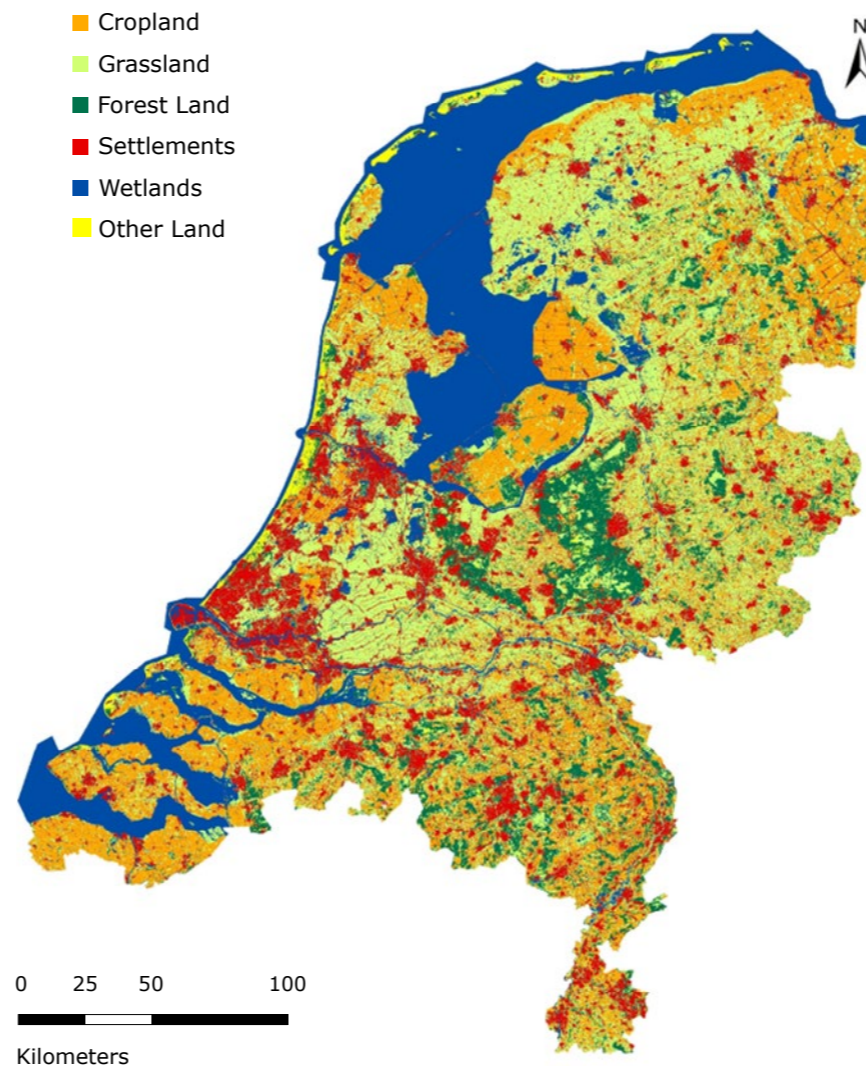 Cropland
Grassland
Forest Land
Settlements
Wetlands
Other Land
N
0 25 50 100
Kilometers